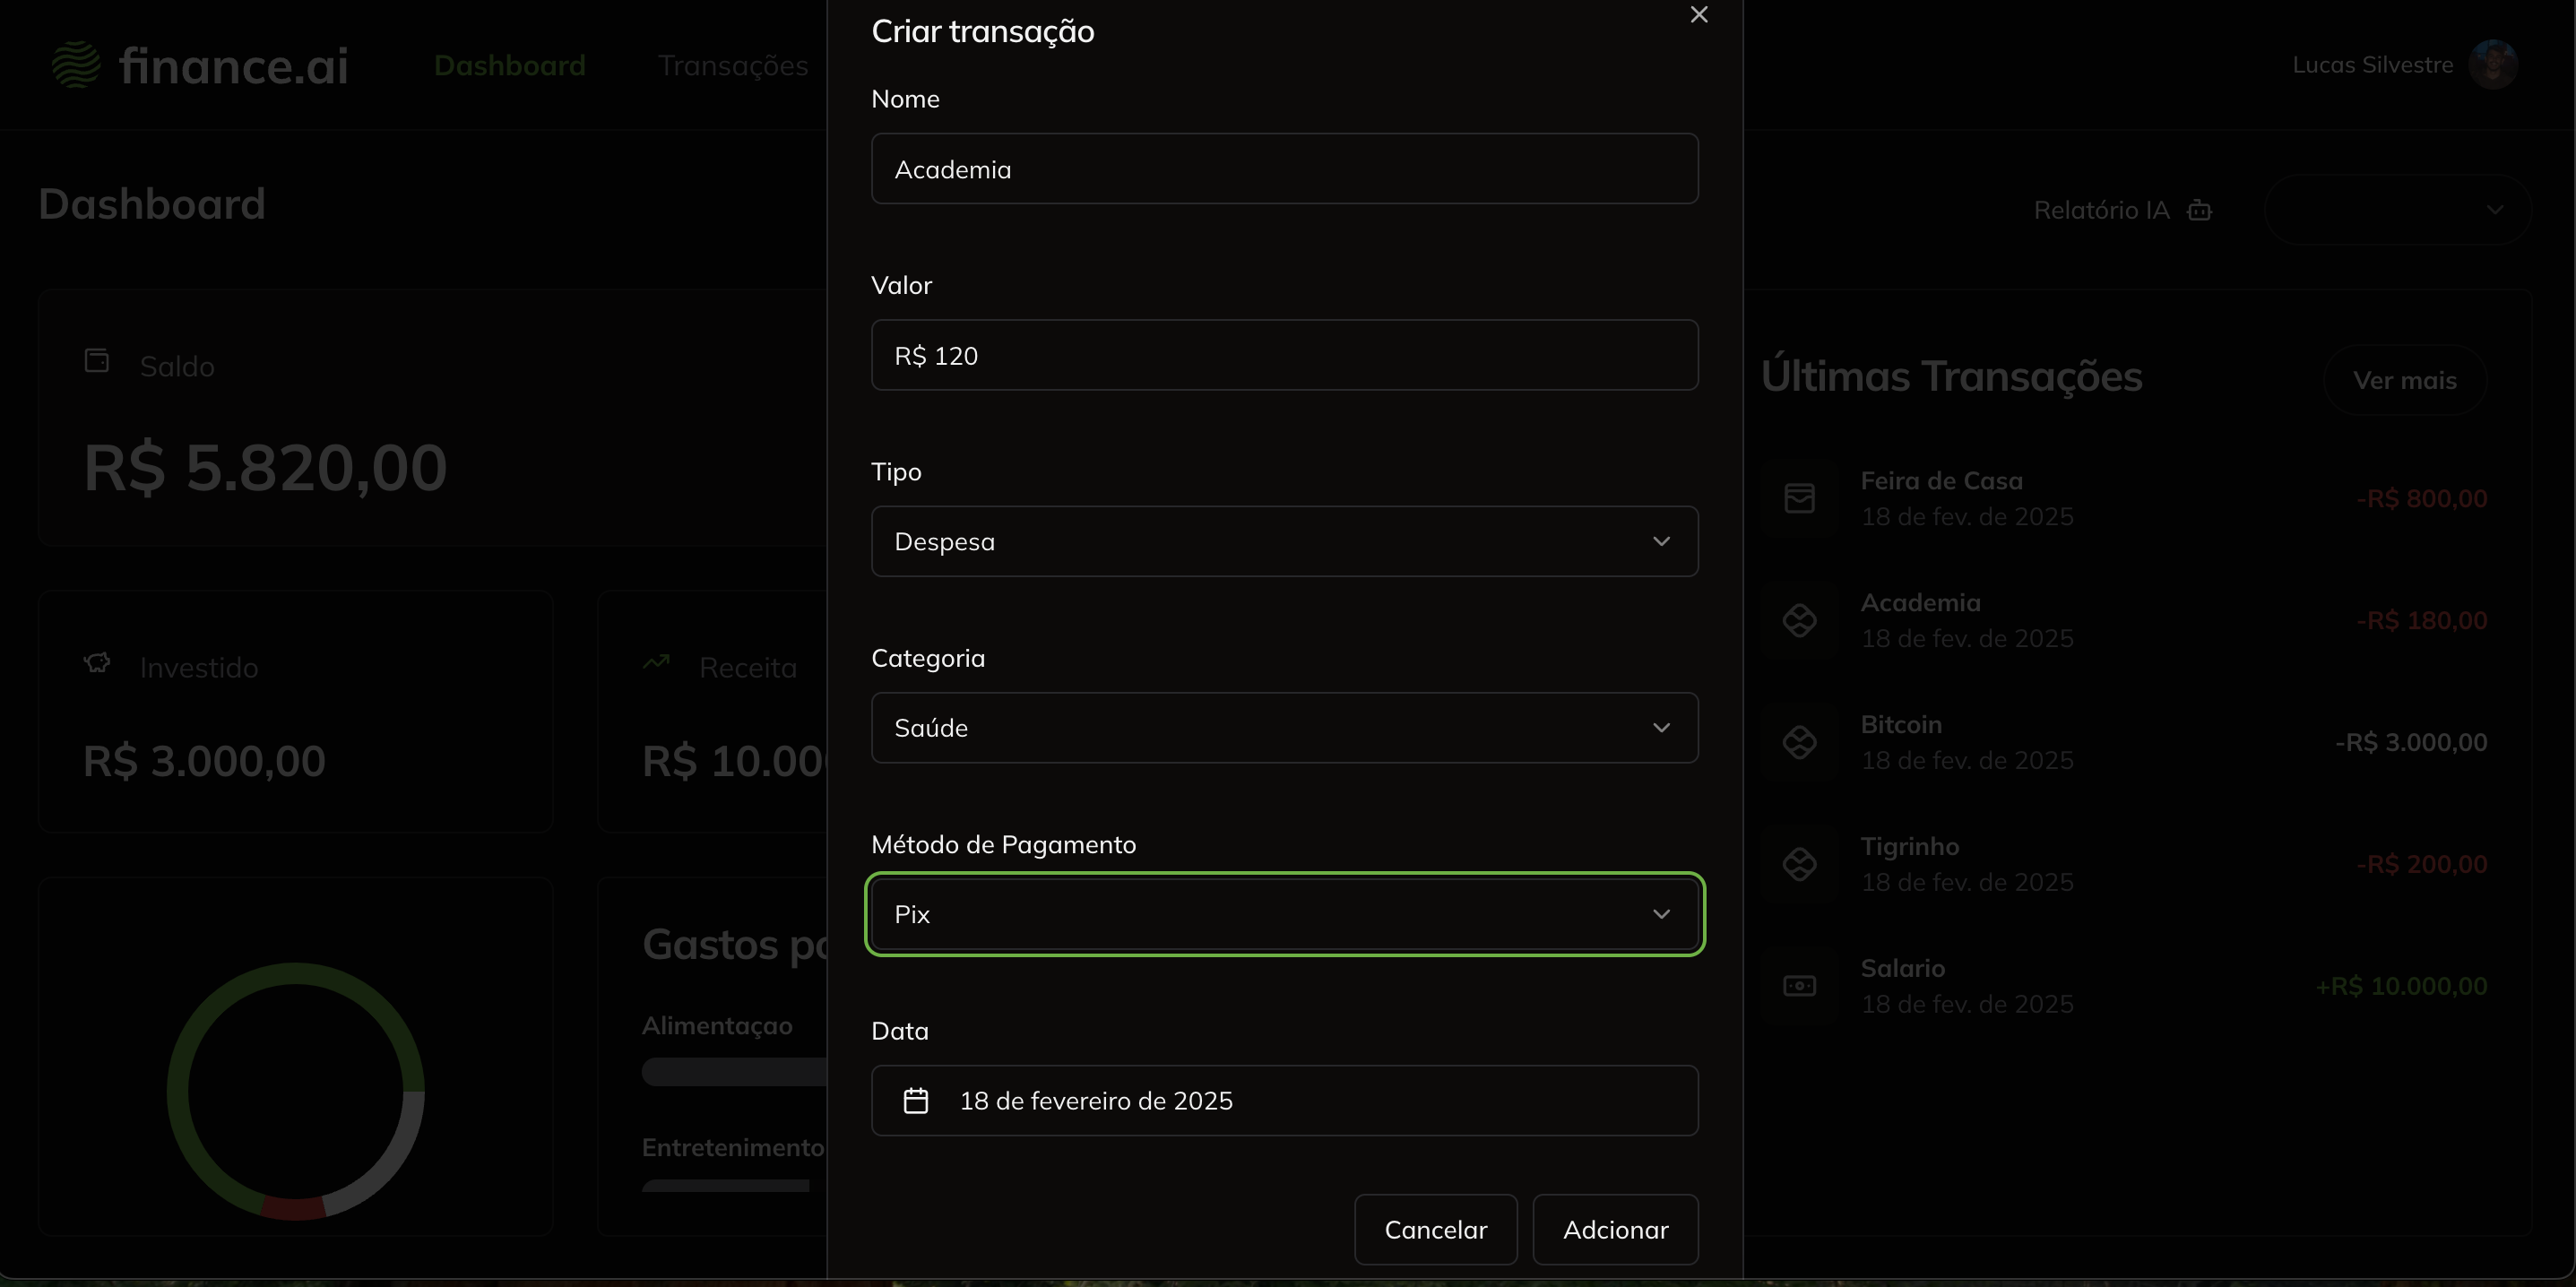 finance.ai
Dashboard
Transações
Lucas Silvestre
Dashboard
Relatório IA
Saldo
R$ 5.820,00
Investido
R$ 3.000,00
Receita
R$ 10.00
Gastos po
Alimentaçao
Entretenimento
Criar transação
Nome
Academia
Valor
R$ 120
Tipo
Despesa
Categoria
Saúde
Método de Pagamento
Pix
Data
18 de fevereiro de 2025
Cancelar
Adcionar
Últimas Transações
Ver mais
Feira de Casa
18 de fev. de 2025
-R$ 800,00
Academia
18 de fev. de 2025
-R$ 180,00
Bitcoin
18 de fev. de 2025
-R$ 3.000,00
Tigrinho
18 de fev. de 2025
-R$ 200,00
Salario
18 de fev. de 2025
+R$ 10.000,00